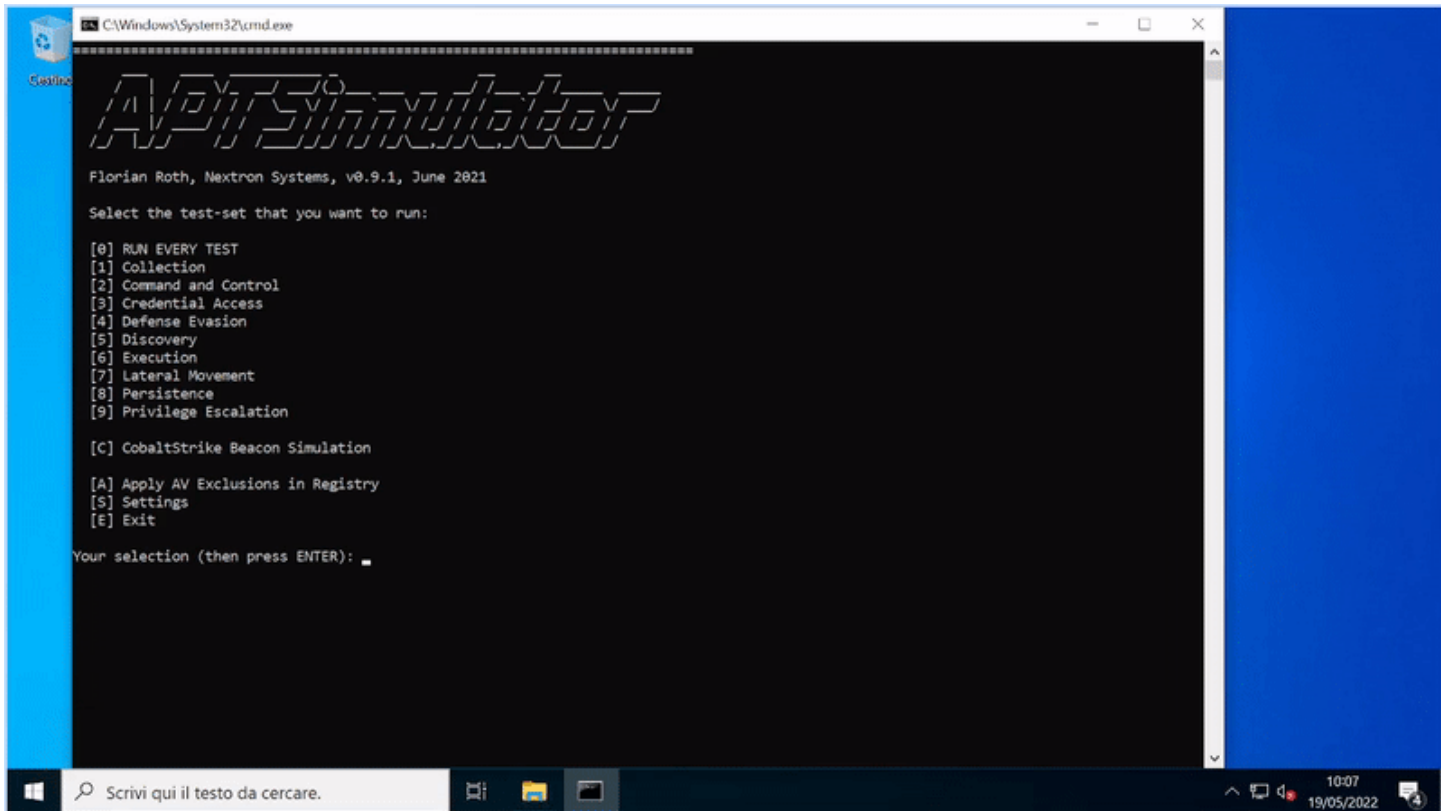 C:\Windows\System32\cmd.exe
APTSimulator
Florian Roth, Nextron Systems, v0.9.1, June 2021
Select the test-set that you want to run:
[0] RUN EVERY TEST
[1] Collection
[2] Command and Control
[3] Credential Access
[4] Defense Evasion
[5] Discovery
[6] Execution
[7] Lateral Movement
[8] Persistence
[9] Privilege Escalation
[C] CobaltStrike Beacon Simulation
[A] Apply AV Exclusions in Registry
[S] Settings
[E] Exit
Your selection (then press ENTER):
Scrivi qui il testo da cercare.
10:07
19/05/2022
4